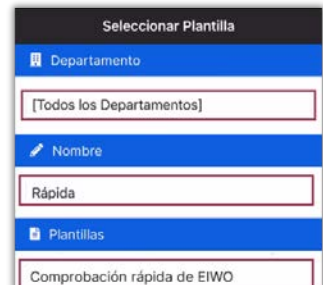 Seleccionar Plantilla
Departamento
[Todos los Departamentos]
Nombre
Rápida
Plantillas
Comprobación rápida de EIWO